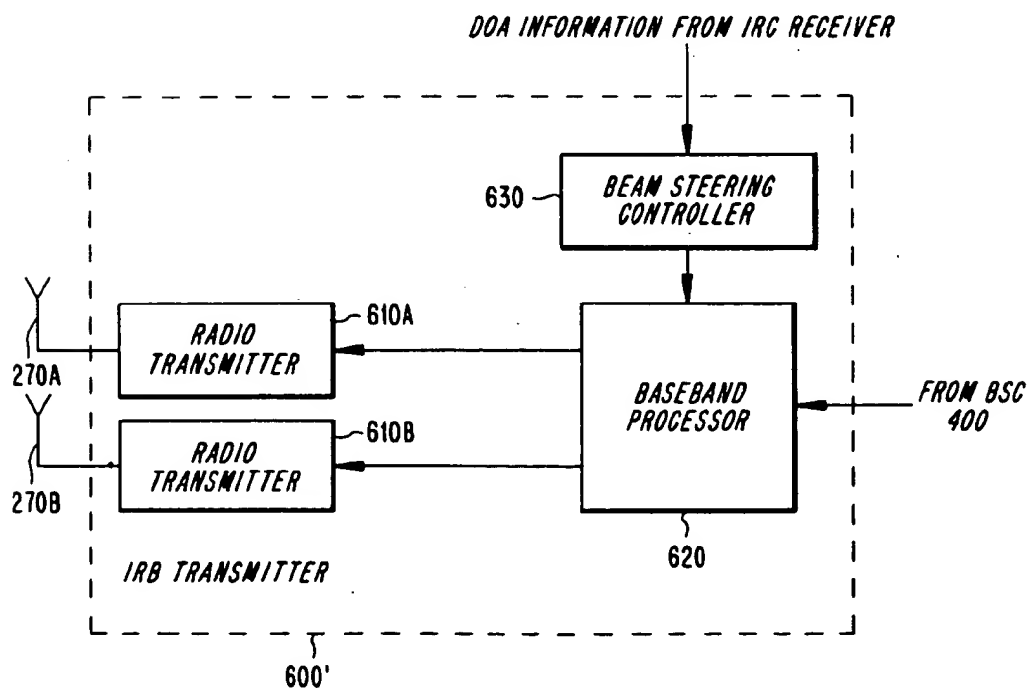 DOA INFORMATION FROM IRC RECEIVER
BEAM STEERING
CONTROLLER
630
RADIO
TRANSMITTER
610A
270A
RADIO
TRANSMITTER
610B
270B
BASEBAND
PROCESSOR
620
FROM BSC
400
IRB TRANSMITTER
600'